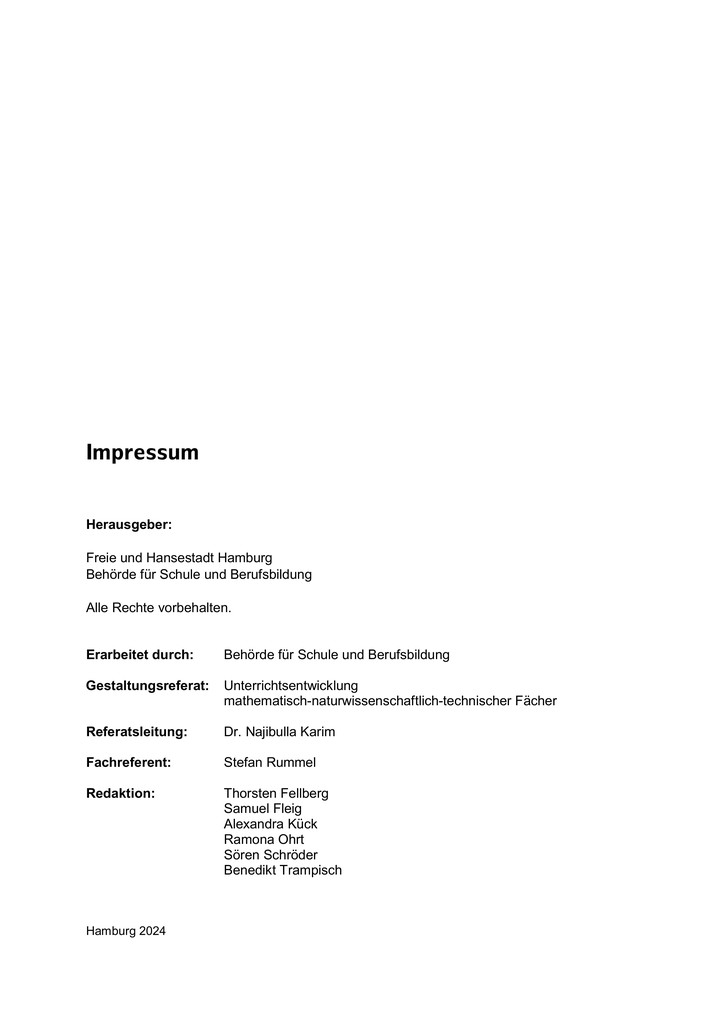 Impressum
Herausgeber:
Freie und Hansestadt Hamburg
Behörde für Schule und Berufsbildung
Alle Rechte vorbehalten.
Erarbeitet durch: Behörde für Schule und Berufsbildung
Gestaltungsreferat: Unterrichtsentwicklung
mathematisch-naturwissenschaftlich-technischer Fächer
Referatsleitung: Dr. Najibulla Karim
Fachreferent: Stefan Rummel
Redaktion: Thorsten Fellberg
Samuel Fleig
Alexandra Kück
Ramona Ohrt
Sören Schröder
Benedikt Trampisch
Hamburg 2024